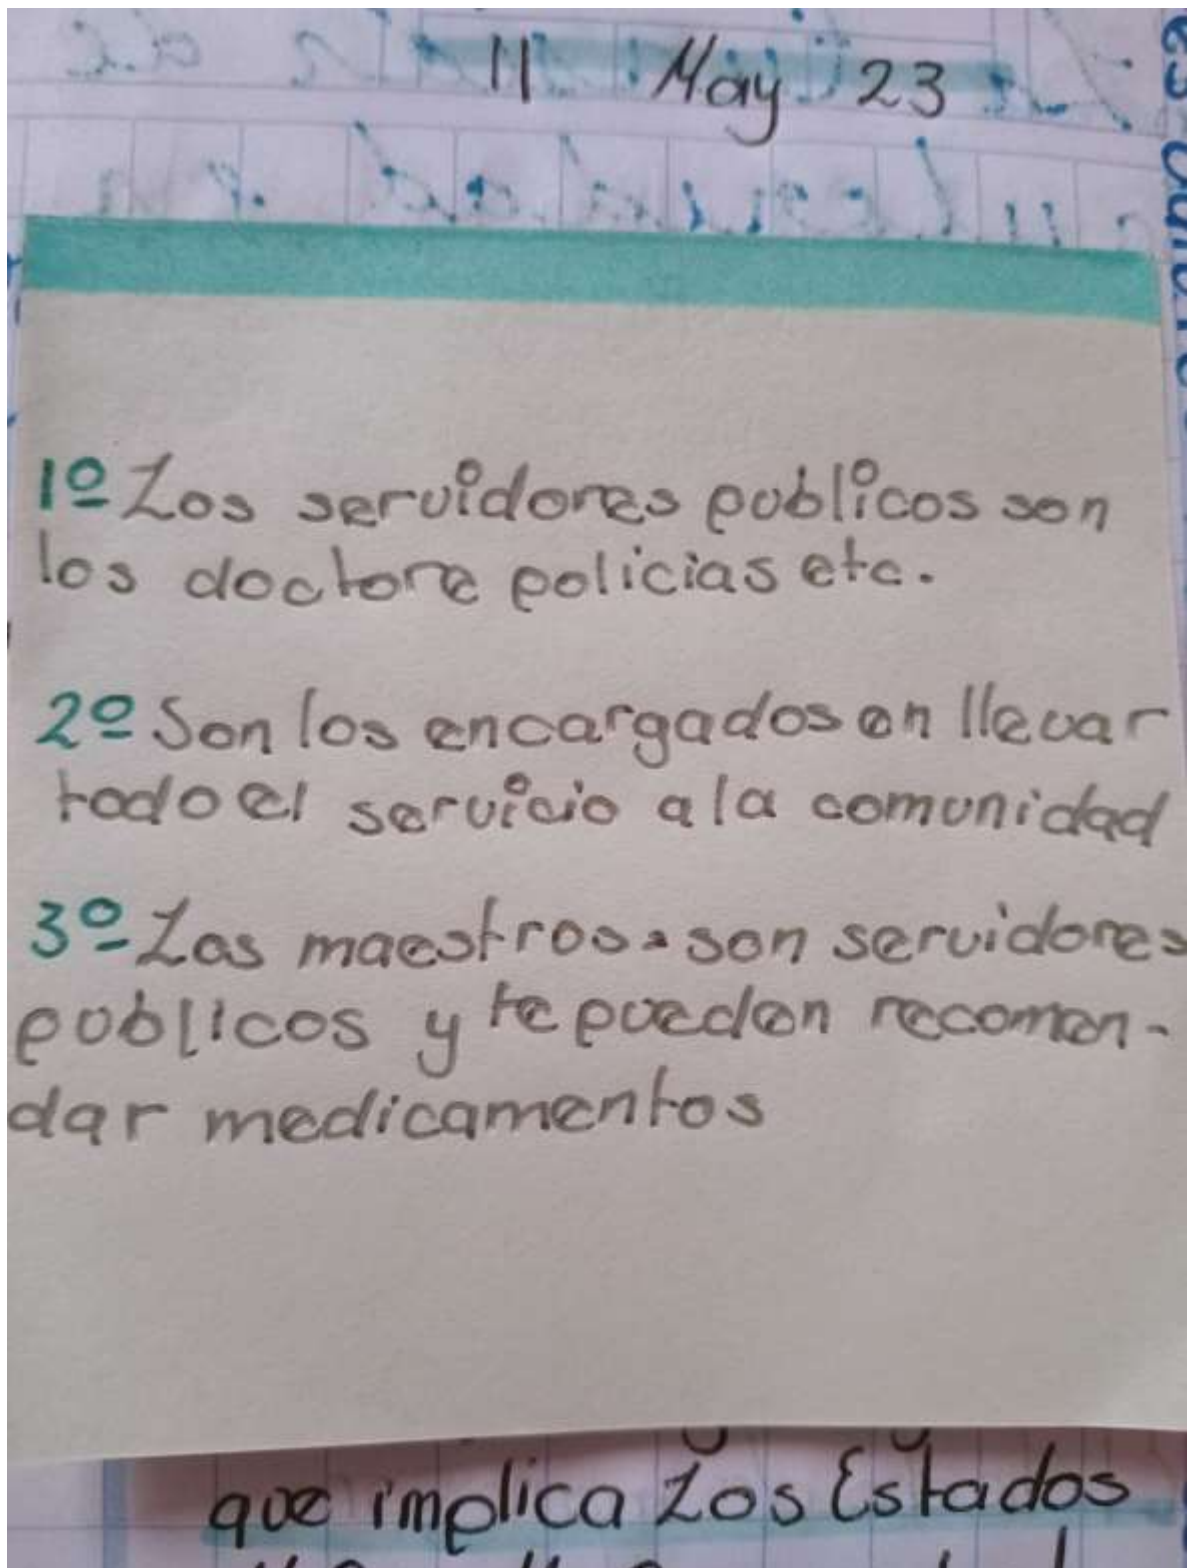 11 May 23
1º Los servidores publicos son
los doctore policias etc.
2º Son los encargados en llevar
todo el servicio a la comunidad
3º Los maestros son servidores
publicos y te pueden recomen-
dar medicamentos
que implica Los Estados